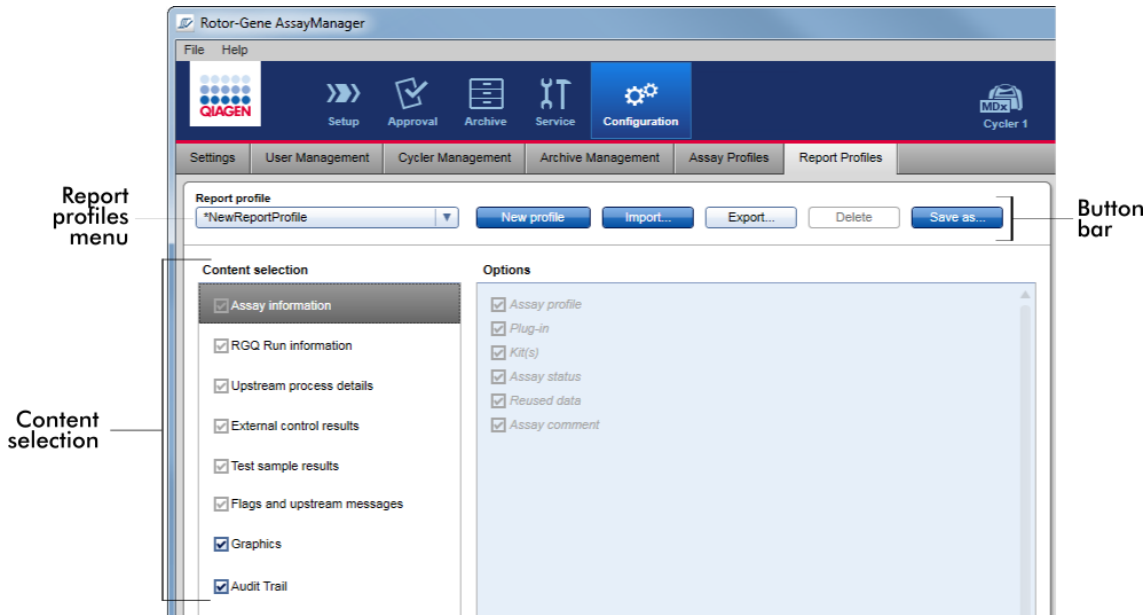 Rotor-Gene AssayManager
File Help
QIAGEN
Setup Approval Archive Service Configuration
MDx
Cycler 1
Settings User Management Cycler Management Archive Management Assay Profiles Report Profiles
Report profiles menu
Report profile
*NewReportProfile New profile Import... Export... Delete Save as...
Button bar
Content selection Options
Assay information
RGQ Run information
Upstream process details
External control results
Test sample results
Flags and upstream messages
Graphics
Audit Trail
Assay profile
Plug-in
Kit(s)
Assay status
Reused data
Assay comment
Content selection